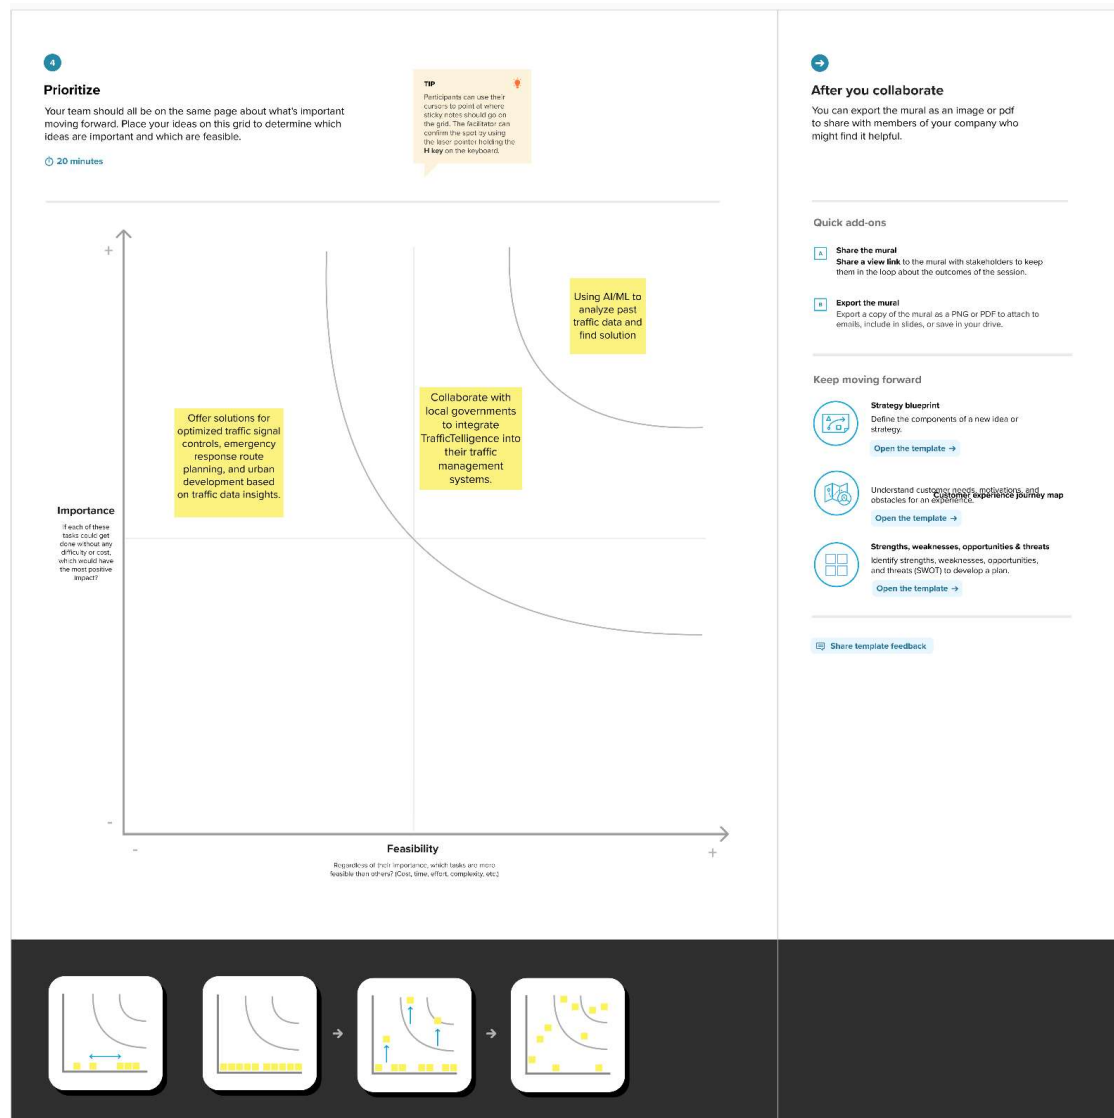 4
Prioritize
Your team should all be on the same page about what's important
moving forward. Place your ideas on this grid to determine which
ideas are important and which are feasible.
20 minutes
TIP
Participants can use their
cursors to point at where
sticky notes should go on
the grid. The facilitator can
confirm the spot by using
the laser pointer holding the
H key on the keyboard.
+
Using AI/ML to
analyze past
traffic data and
find solution
Collaborate with
local governments
to integrate
TrafficTelligence into
their traffic
management
systems.
Offer solutions for
optimized traffic signal
controls, emergency
response route
planning, and urban
development based
on traffic data insights.
Importance
If each of these
tasks could get
done without any
difficulty or cost,
which would have
the most positive
impact?
-
-
Feasibility
+
Regardless of their importance, which tasks are more
feasible than others? (Cost, time, effort, complexity, etc.)
After you collaborate
You can export the mural as an image or pdf
to share with members of your company who
might find it helpful.
Quick add-ons
A
Share the mural
Share a view link to the mural with stakeholders to keep
them in the loop about the outcomes of the session.
B
Export the mural
Export a copy of the mural as a PNG or PDF to attach to
emails, include in slides, or save in your drive.
Keep moving forward
Strategy blueprint
Define the components of a new idea or
strategy.
Open the template →
Customer experience journey map
Understand customer needs, motivations, and
obstacles for an experience.
Open the template →
Strengths, weaknesses, opportunities & threats
Identify strengths, weaknesses, opportunities,
and threats (SWOT) to develop a plan.
Open the template →
Share template feedback